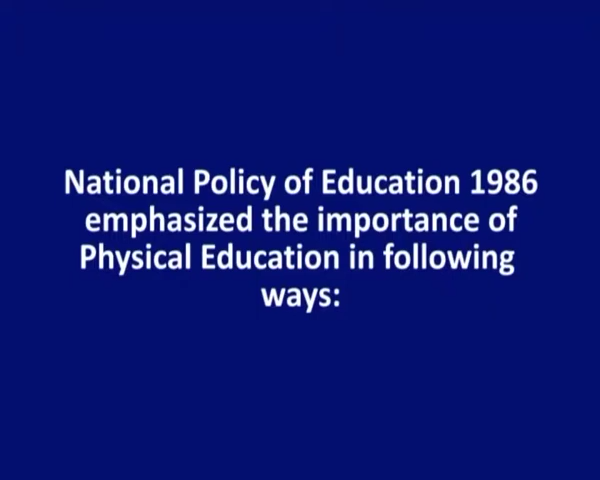 National Policy of Education 1986
emphasized the importance of
Physical Education in following
ways: